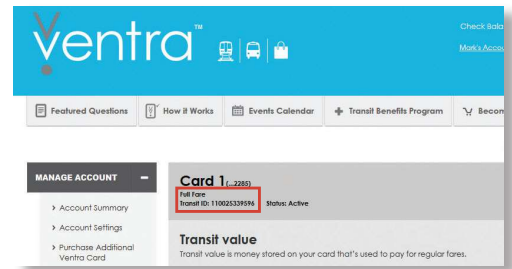 Ventra™
Check Bala
Mark's Accou
Featured Questions
How it Works
Events Calendar
Transit Benefits Program
Becom
MANAGE ACCOUNT
Card 1 (...2285)
Full Fare
Transit ID: 110025339596 Status: Active
> Account Summary
> Account Settings
> Purchase Additional
Ventra Card
Transit value
Transit value is money stored on your card that's used to pay for regular fares.